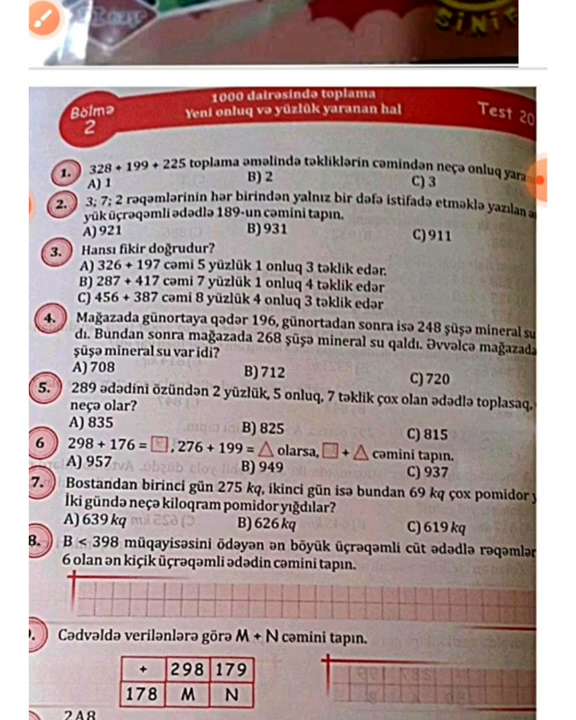 SİNİF
Bölmə
2
1000 dairəsində toplama
Yeni onluq və yüzlük yaranan hal
Test 20
1. 328 + 199 + 225 toplama əməlində təkliklərin cəmindən neçə onluq yara
A) 1 B) 2 C) 3
2. 3; 7; 2 rəqəmlərinin hər birindən yalnız bir dəfə istifadə etməklə yazılan ə
yük üçrəqəmli ədədlə 189-un cəmini tapın.
A) 921 B) 931 C) 911
3. Hansı fikir doğrudur?
A) 326 + 197 cəmi 5 yüzlük 1 onluq 3 təklik edər.
B) 287 + 417 cəmi 7 yüzlük 1 onluq 4 təklik edər
C) 456 + 387 cəmi 8 yüzlük 4 onluq 3 təklik edər
4. Mağazada günortaya qədər 196, günortadan sonra isə 248 şüşə mineral su
dı. Bundan sonra mağazada 268 şüşə mineral su qaldı. Əvvəlcə mağazada
şüşə mineral su var idi?
A) 708 B) 712 C) 720
5. 289 ədədini özündən 2 yüzlük, 5 onluq, 7 təklik çox olan ədədlə toplasaq,
neçə olar?
A) 835 B) 825 C) 815
6 298 + 176 = □, 276 + 199 = △ olarsa, □ + △ cəmini tapın.
A) 957 B) 949 C) 937
7. Bostandan birinci gün 275 kq, ikinci gün isə bundan 69 kq çox pomidor y
İki gündə neçə kiloqram pomidor yığdılar?
A) 639 kq B) 626 kq C) 619 kq
8. B < 398 müqayisəsini ödəyən ən böyük üçrəqəmli cüt ədədlə rəqəmlər
6 olan ən kiçik üçrəqəmli ədədin cəmini tapın.
Cədvəldə verilənlərə görə M + N cəmini tapın.
+ 298 179
178 M N